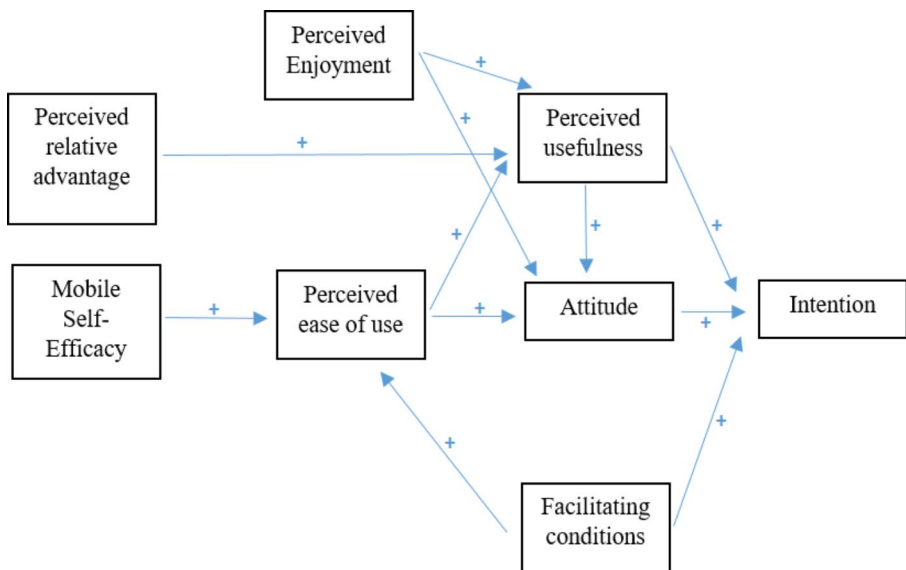 Perceived
Enjoyment
+
+
Perceived
relative
advantage
+
Perceived
usefulness
+
+
+
Mobile
Self-
Efficacy
+
Perceived
ease of use
+
Attitude
+
Intention
+
+
Facilitating
conditions